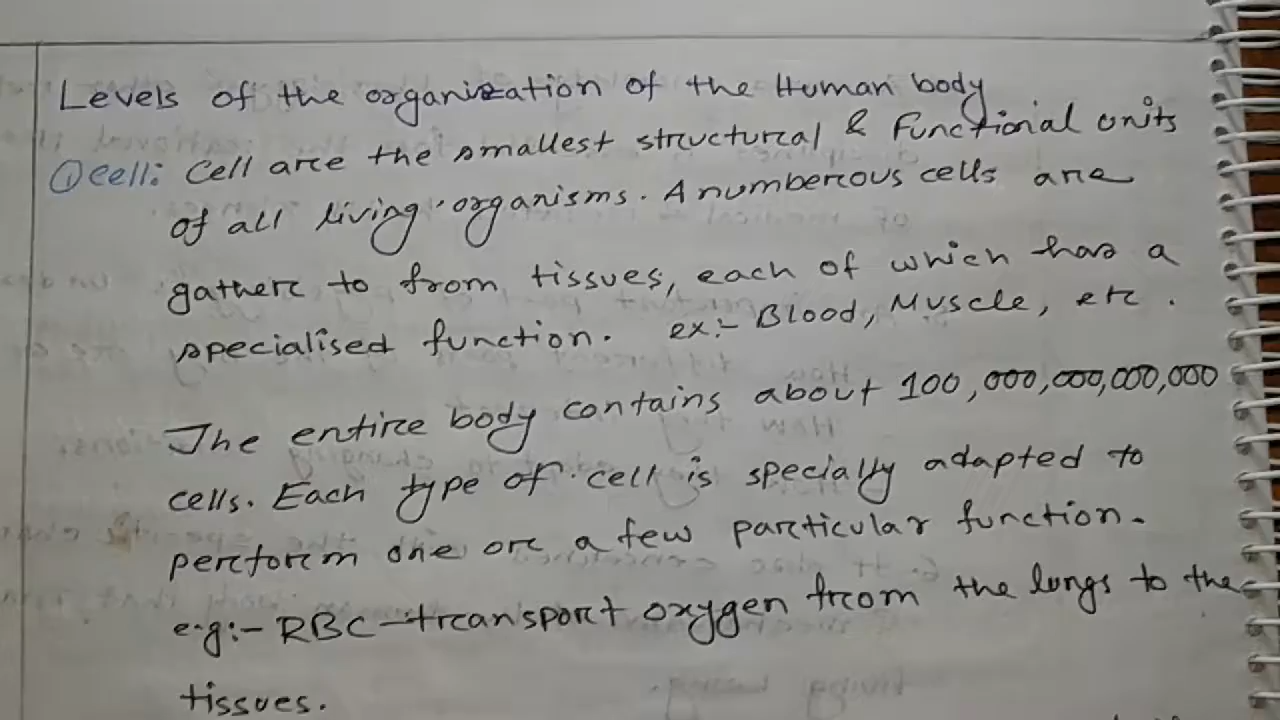 Levels of the organization of the Human body
① Cell: Cell are the smallest structural & Functional units
of all living organisms. A numberous cells are
gather to from tissues, each of which has a
specialised function. ex:- Blood, Muscle, etc.
The entire body contains about 100,000,000,000,000
cells. Each type of cell is specially adapted to
perform one or a few particular function.
e.g:- RBC - transport oxygen from the lungs to the
tissues.